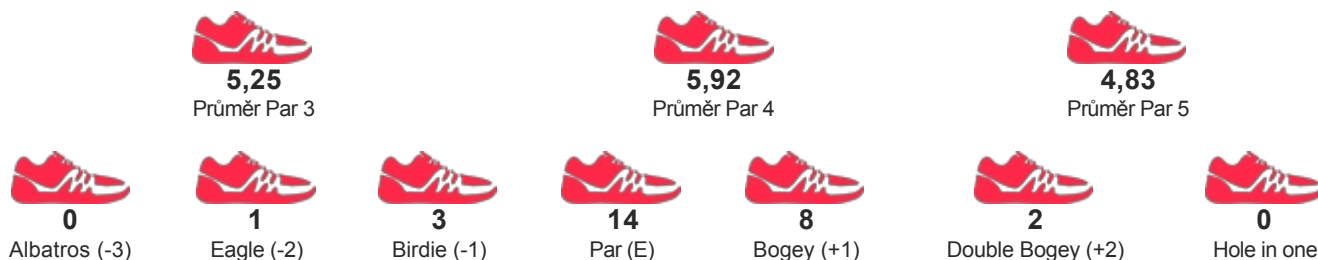 5,25
Průměr Par 3
5,92
Průměr Par 4
4,83
Průměr Par 5
0
Albatros (-3)
1
Eagle (-2)
3
Birdie (-1)
14
Par (E)
8
Bogey (+1)
2
Double Bogey (+2)
0
Hole in one